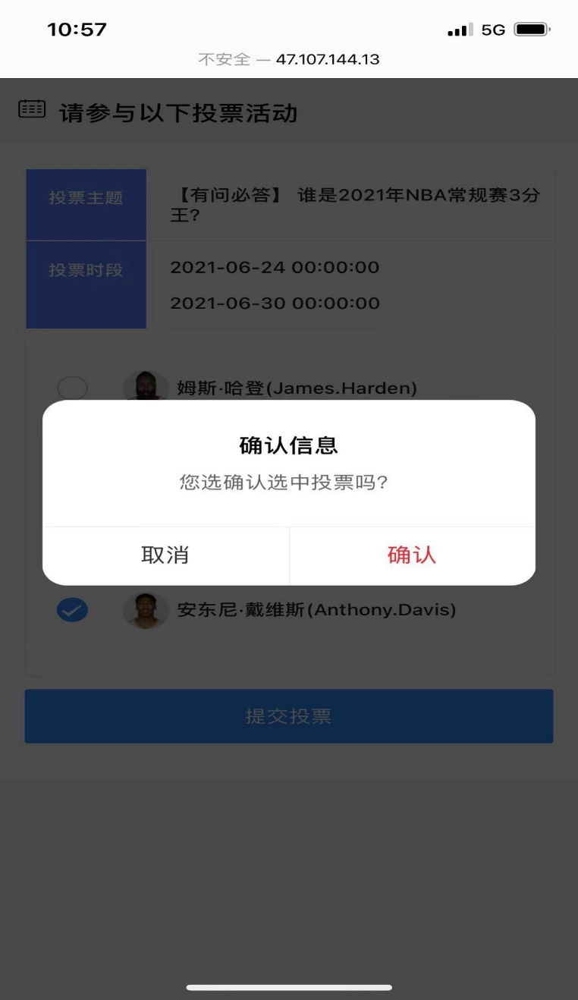 10:57
5G
不安全 — 47.107.144.13
请参与以下投票活动
投票主题
【有问必答】 谁是2021年NBA常规赛3分
王?
投票时段
2021-06-24 00:00:00
2021-06-30 00:00:00
姆斯·哈登(James.Harden)
确认信息
您选确认选中投票吗?
取消
确认
安东尼·戴维斯(Anthony.Davis)
提交投票